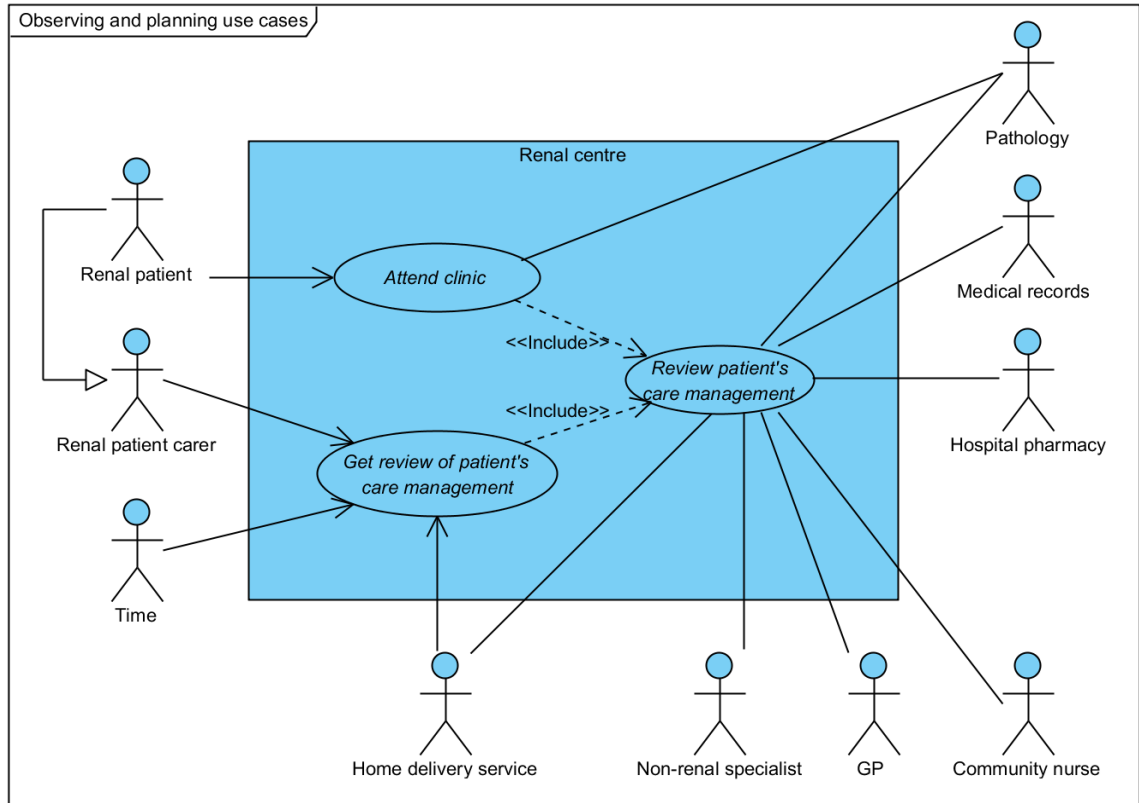 Observing and planning use cases
Pathology
Renal centre
Renal patient
Attend clinic
Medical records
<<Include>>
Review patient's
care management
<<Include>>
Renal patient carer
Hospital pharmacy
Get review of patient's
care management
Time
Home delivery service
Non-renal specialist
GP
Community nurse